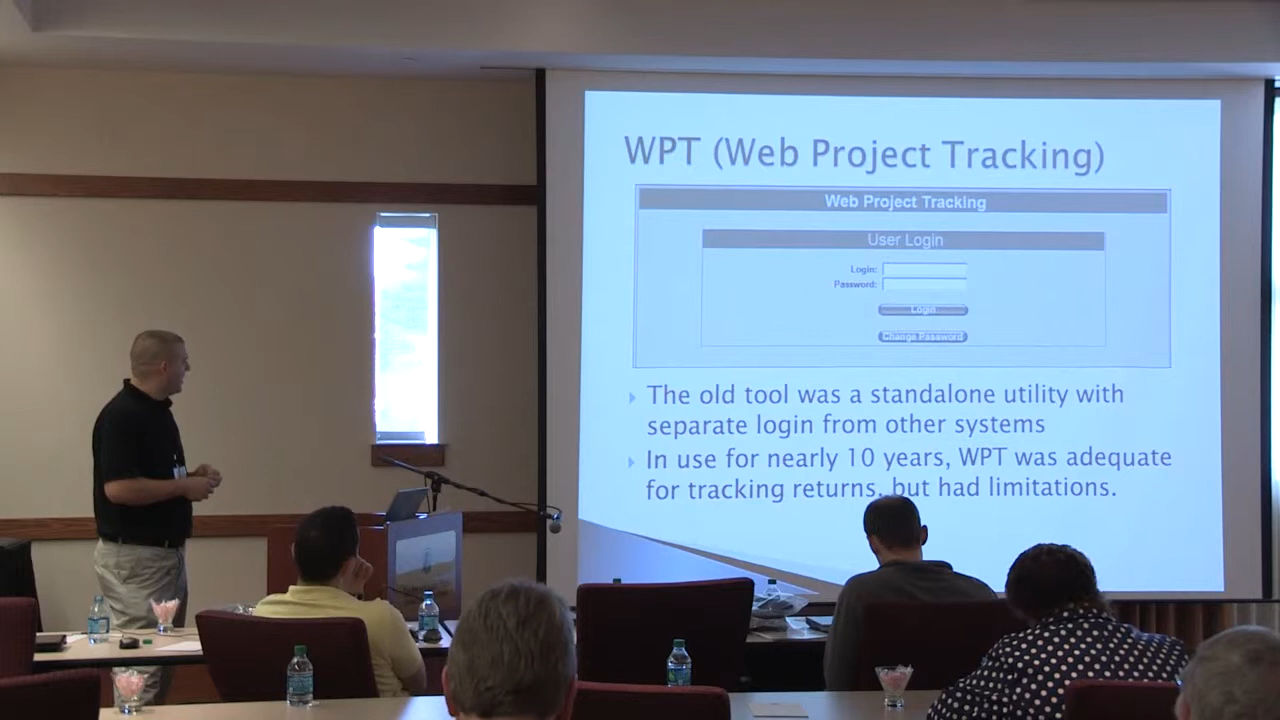 WPT (Web Project Tracking)
Web Project Tracking
User Login
Login:
Password:
Login
Change Password
The old tool was a standalone utility with
separate login from other systems
In use for nearly 10 years, WPT was adequate
for tracking returns, but had limitations.